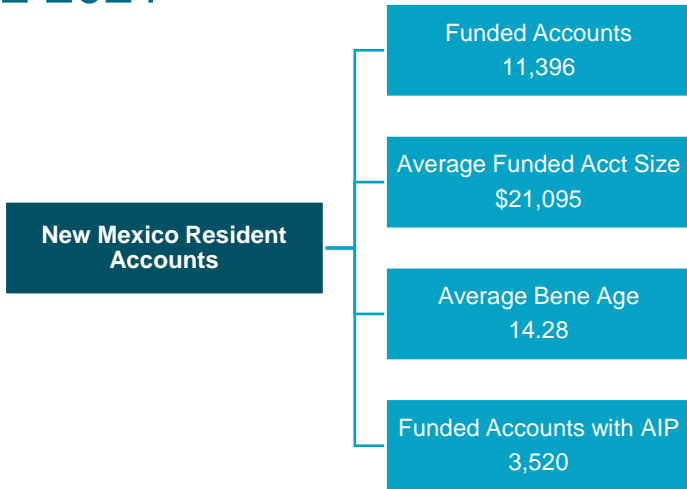 New Mexico Resident
Accounts
Funded Accounts
11,396
Average Funded Acct Size
$21,095
Average Bene Age
14.28
Funded Accounts with AIP
3,520